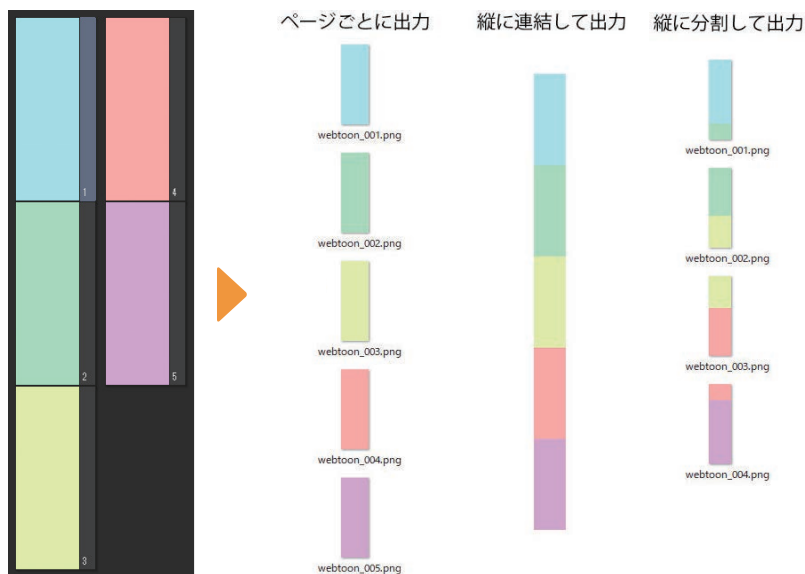 1
2
3
4
5
ページごとに出力
webtoon_001.png
webtoon_002.png
webtoon_003.png
webtoon_004.png
webtoon_005.png
縦に連結して出力
縦に分割して出力
webtoon_001.png
webtoon_002.png
webtoon_003.png
webtoon_004.png